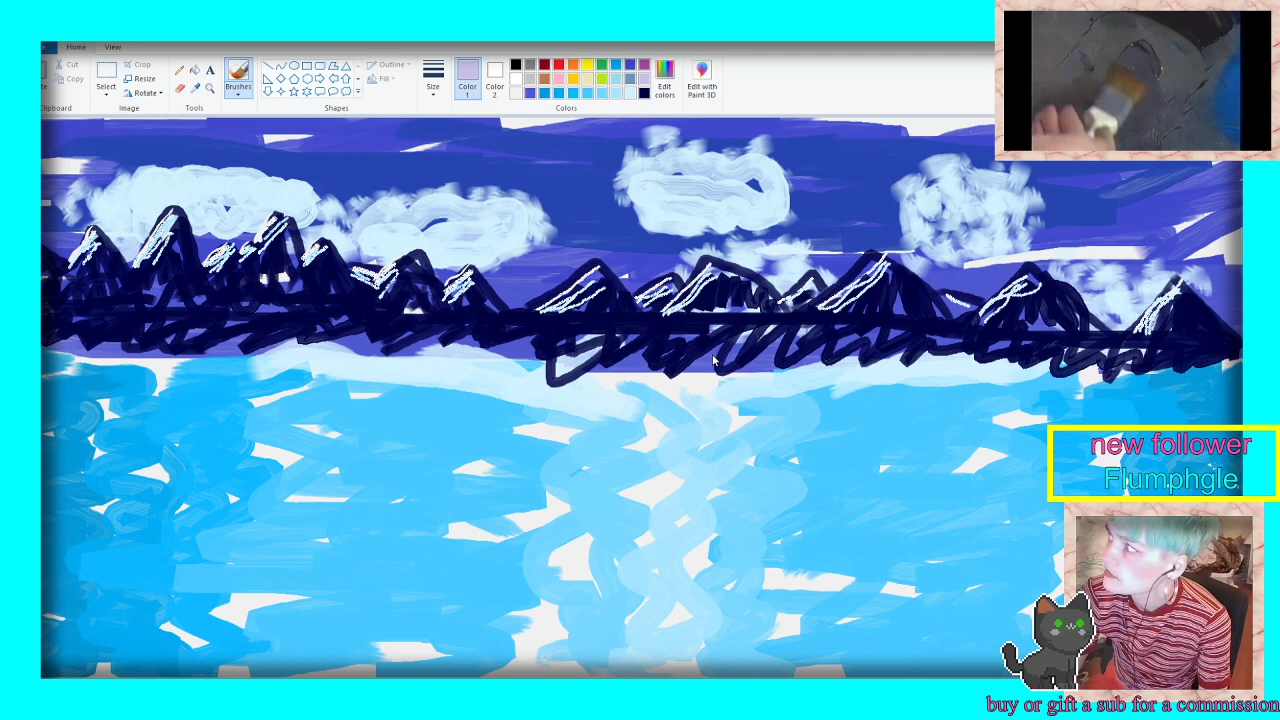 Home View
Cut
Copy
Clipboard
Select
Crop
Resize
Rotate
Image
Tools
Brushes
Outline
Fill
Shapes
Size
Color 1
Color 2
Edit colors
Edit with Paint 3D
Colors
new follower
Flumphgle
buy or gift a sub for a commission